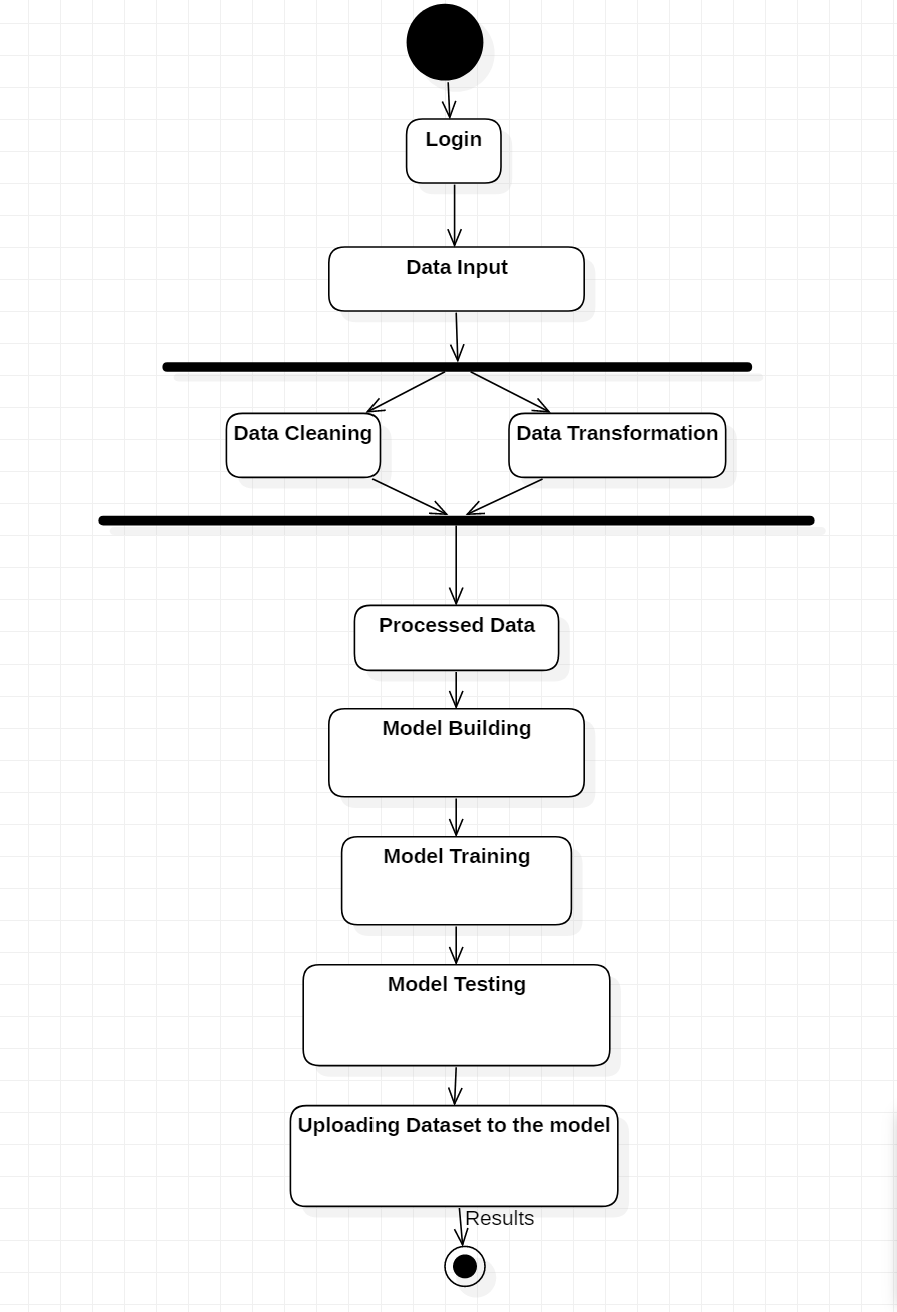 Login
Data Input
Data Cleaning
Data Transformation
Processed Data
Model Building
Model Training
Model Testing
Uploading Dataset to the model
Results